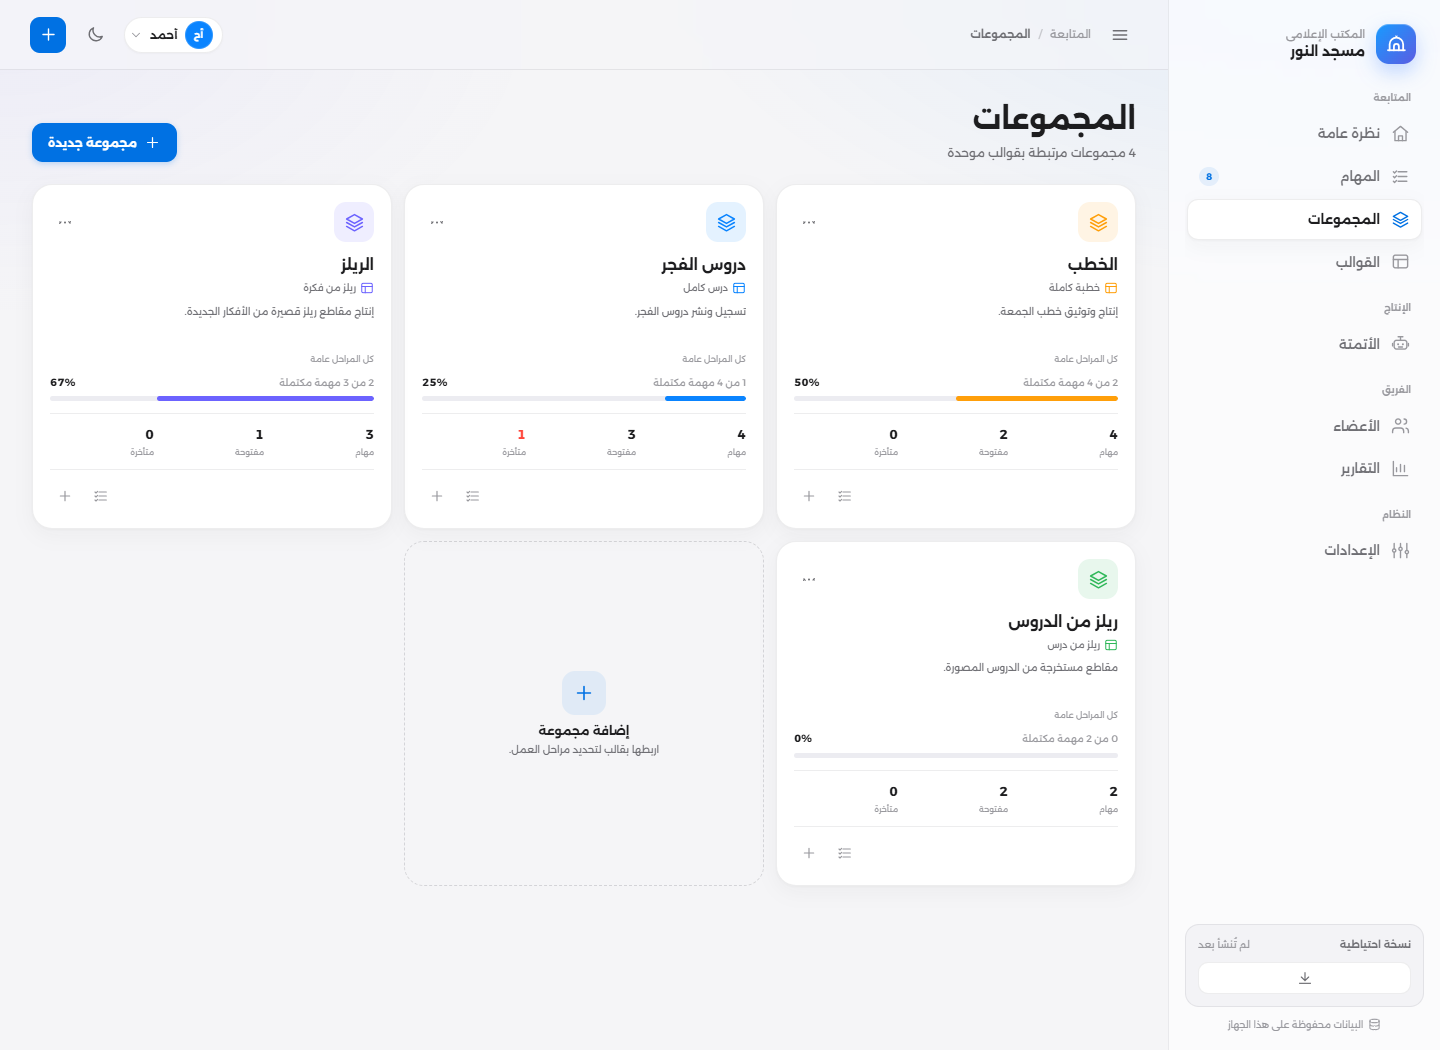 المكتب الإعلامي
مسجد النور
المتابعة
نظرة عامة
المهام
8
المجموعات
القوالب
الإنتاج
الأتمتة
الفريق
الأعضاء
التقارير
النظام
الإعدادات
نسخة احتياطية
لم تُنشأ بعد
البيانات محفوظة على هذا الجهاز
المتابعة / المجموعات
أح
أحمد
المجموعات
4 مجموعات مرتبطة بقوالب موحدة
مجموعة جديدة
الخطب
خطبة كاملة
إنتاج وتوثيق خطب الجمعة.
كل المراحل عامة
2 من 4 مهمة مكتملة
50%
4
2
0
مهام
مفتوحة
متأخرة
دروس الفجر
درس كامل
تسجيل ونشر دروس الفجر.
كل المراحل عامة
1 من 4 مهمة مكتملة
25%
4
3
1
مهام
مفتوحة
متأخرة
الريلز
ريلز من فكرة
إنتاج مقاطع ريلز قصيرة من الأفكار الجديدة.
كل المراحل عامة
2 من 3 مهمة مكتملة
67%
3
1
0
مهام
مفتوحة
متأخرة
ريلز من الدروس
ريلز من درس
مقاطع مستخرجة من الدروس المصورة.
كل المراحل عامة
0 من 2 مهمة مكتملة
0%
2
2
0
مهام
مفتوحة
متأخرة
إضافة مجموعة
اربطها بقالب لتحديد مراحل العمل.